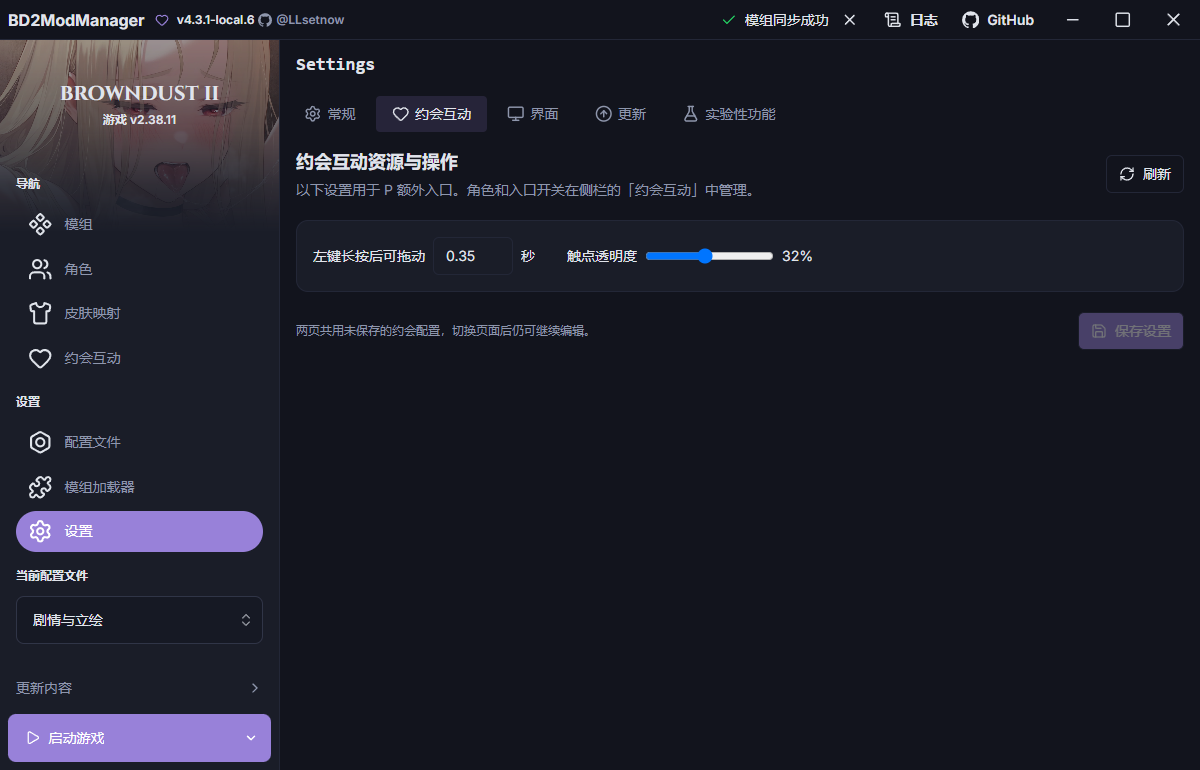 BD2ModManager v4.3.1-local.6 @LLsetnow 模组同步成功 日志 GitHub
BROWNDUST II
游戏 v2.38.11
导航
模组
角色
皮肤映射
约会互动
设置
配置文件
模组加载器
设置
当前配置文件
剧情与立绘
更新内容
启动游戏
Settings
常规 约会互动 界面 更新 实验性功能
约会互动资源与操作
以下设置用于 P 额外入口。角色和入口开关在侧栏的「约会互动」中管理。
刷新
左键长按后可拖动 0.35 秒 触点透明度 32%
两页共用未保存的约会配置，切换页面后仍可继续编辑。
保存设置